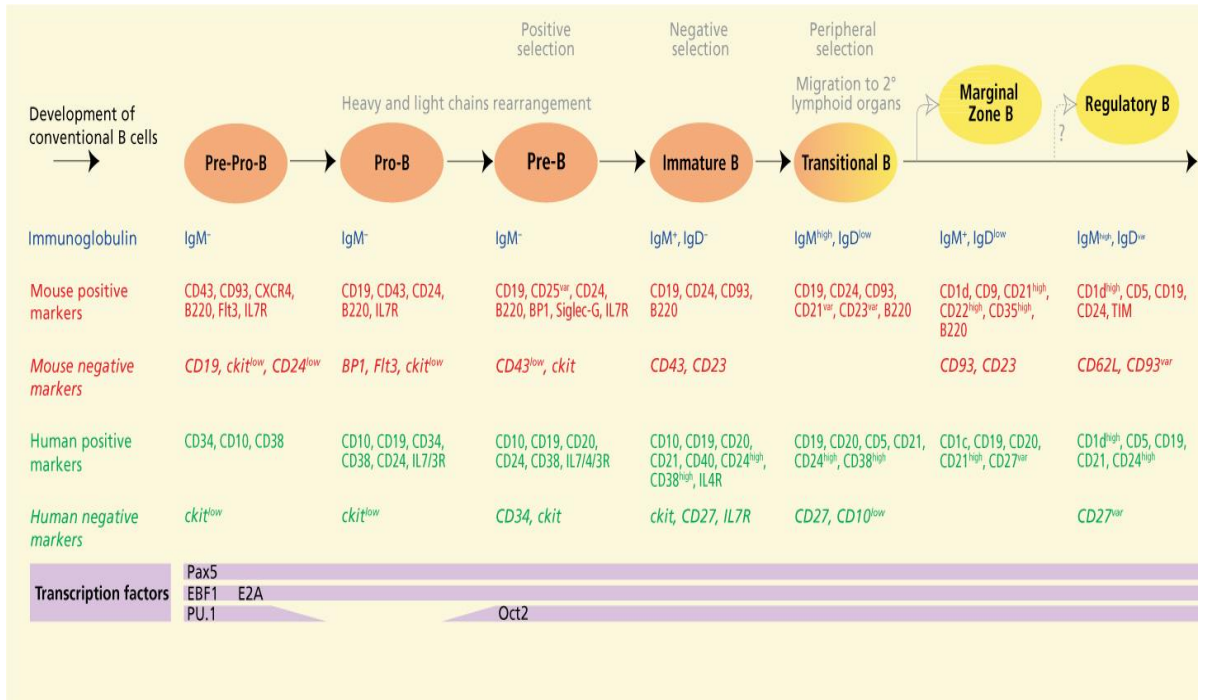 Positive
selection
Negative
selection
Peripheral
selection
Development of
conventional B cells
Heavy and light chains rearrangement
Migration to 2°
lymphoid organs
Marginal
Zone B
Regulatory B
?
Pre-Pro-B
Pro-B
Pre-B
Immature B
Transitional B
Immunoglobulin
IgM⁻
IgM⁻
IgM⁻
IgM⁺, IgD⁻
IgMhigh, IgDlow
IgM⁺, IgDlow
IgMhigh, IgDvar
Mouse positive
markers
CD43, CD93, CXCR4,
B220, Flt3, IL7R
CD19, CD43, CD24,
B220, IL7R
CD19, CD25var, CD24,
B220, BP1, Siglec-G, IL7R
CD19, CD24, CD93,
B220
CD19, CD24, CD93,
CD21var, CD23var, B220
CD1d, CD9, CD21high,
CD22high, CD35high,
B220
CD1dhigh, CD5, CD19,
CD24, TIM
Mouse negative
markers
CD19, ckitlow, CD24low
BP1, Flt3, ckitlow
CD43low, ckit
CD43, CD23
CD93, CD23
CD62L, CD93var
Human positive
markers
CD34, CD10, CD38
CD10, CD19, CD34,
CD38, CD24, IL7/3R
CD10, CD19, CD20,
CD24, CD38, IL7/4/3R
CD10, CD19, CD20,
CD21, CD40, CD24high,
CD38high, IL4R
CD19, CD20, CD5, CD21,
CD24high, CD38high
CD1c, CD19, CD20,
CD21high, CD27var
CD1dhigh, CD5, CD19,
CD21, CD24high
Human negative
markers
ckitlow
ckitlow
CD34, ckit
ckit, CD27, IL7R
CD27, CD10low
CD27var
Transcription factors
Pax5
EBF1 E2A
PU.1
Oct2